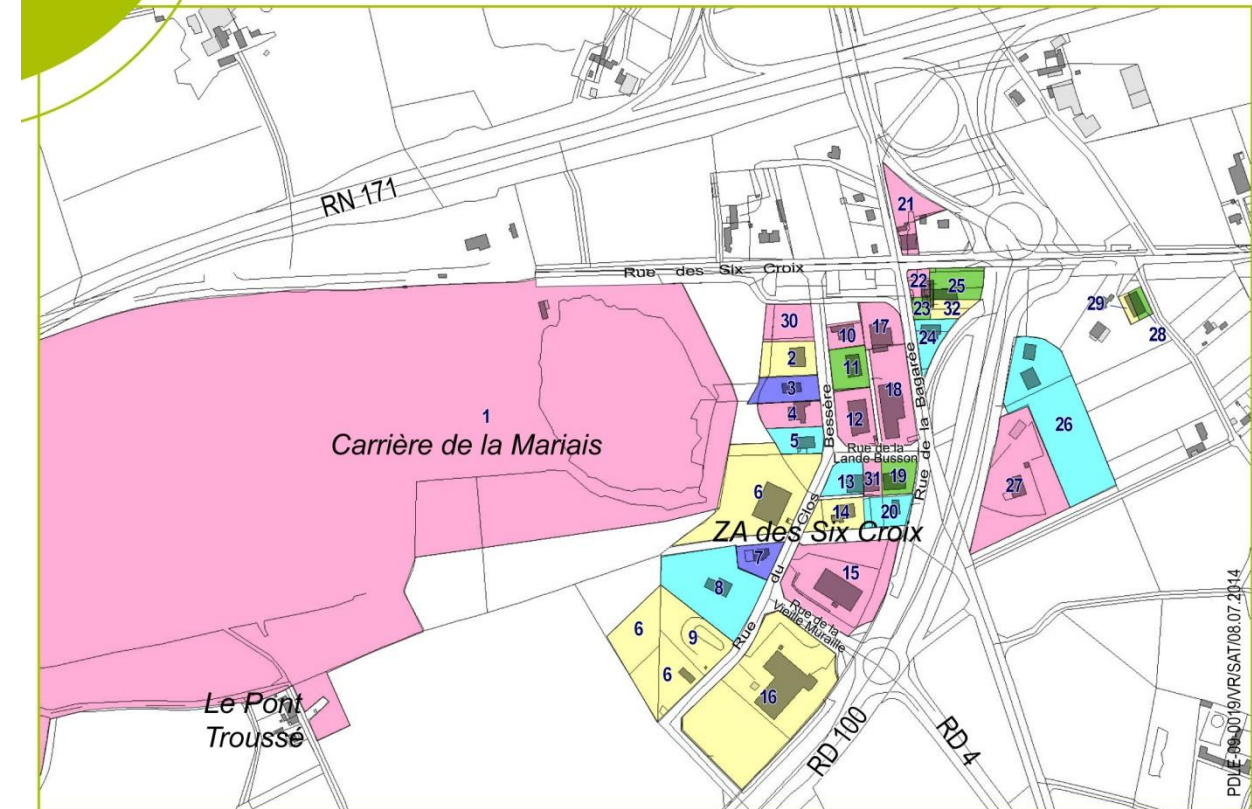 RN 171
21
Rue des Six Croix
22
25
29
23
32
28
30
10
17
24
2
11
3
18
1
4
12
Carrière de la Mariais
5
Bessère
Rue de la Bagarée
26
Rue de la
Lande Busson
6
13
31
19
27
14
20
ZA des Six Croix
7
15
8
Rue du Clos
Rue de la
Vieille Muraille
6
9
6
16
Le Pont
Troussé
RD 100
RD 4
PDLE-09-0019/VR/SAT/08.07.2014